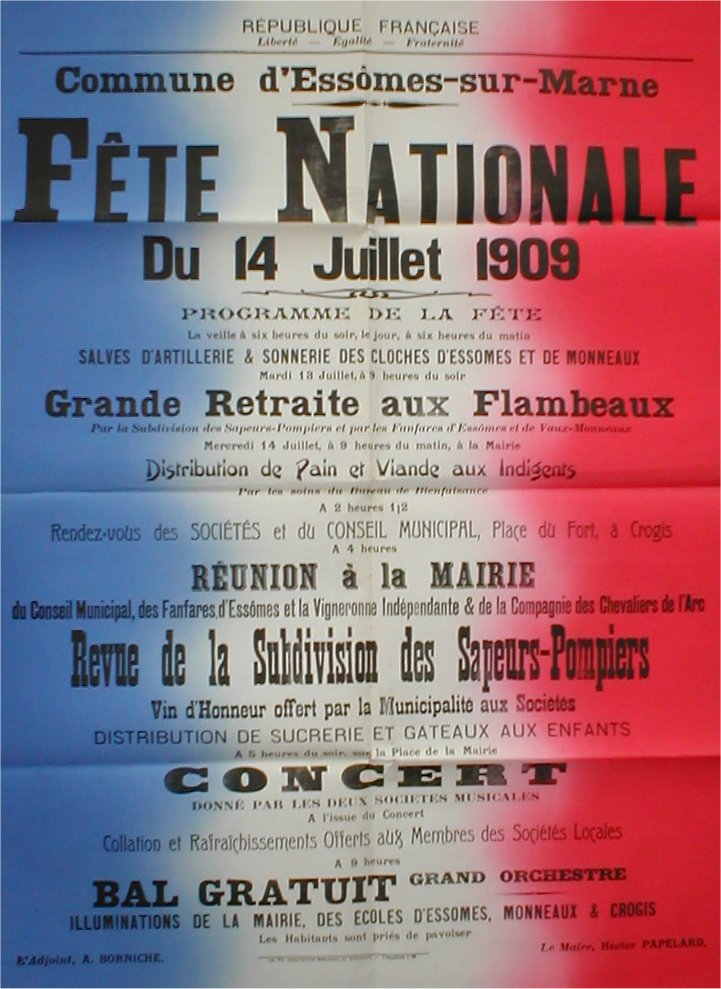 RÉPUBLIQUE FRANÇAISE
Liberté — Égalité — Fraternité
Commune d'Essômes-sur-Marne
FÊTE NATIONALE
Du 14 Juillet 1909
PROGRAMME DE LA FÊTE
La veille à six heures du soir, le jour, à six heures du matin
SALVES D'ARTILLERIE & SONNERIE DES CLOCHES D'ESSOMES ET DE MONNEAUX
Mardi 13 Juillet, à 9 heures du soir
Grande Retraite aux Flambeaux
Par la Subdivision des Sapeurs-Pompiers et par les Fanfares d'Essômes et de Vaux-Monneaux
Mercredi 14 Juillet, à 9 heures du matin, à la Mairie
Distribution de Pain et Viande aux Indigents
Par les soins du Bureau de Bienfaisance
A 2 heures 1/2
Rendez-vous des SOCIÉTÉS et du CONSEIL MUNICIPAL, Place du Fort, à Crogis
A 4 heures
RÉUNION à la MAIRIE
du Conseil Municipal, des Fanfares d'Essômes et la Vigneronne Indépendante & de la Compagnie des Chevaliers de l'Arc
Revue de la Subdivision des Sapeurs-Pompiers
Vin d'Honneur offert par la Municipalité aux Sociétés
DISTRIBUTION DE SUCRERIE ET GATEAUX AUX ENFANTS
A 5 heures du soir, sur la Place de la Mairie
CONCERT
DONNÉ PAR LES DEUX SOCIÉTÉS MUSICALES
A l'issue du Concert
Collation et Rafraîchissements Offerts aux Membres des Sociétés Locales
A 9 heures
BAL GRATUIT GRAND ORCHESTRE
ILLUMINATIONS DE LA MAIRIE, DES ECOLES D'ESSOMES, MONNEAUX & CROGIS
Les Habitants sont priés de pavoiser
L'Adjoint, A. BORNICHE.
Le Maire, Hector PAPELARD.